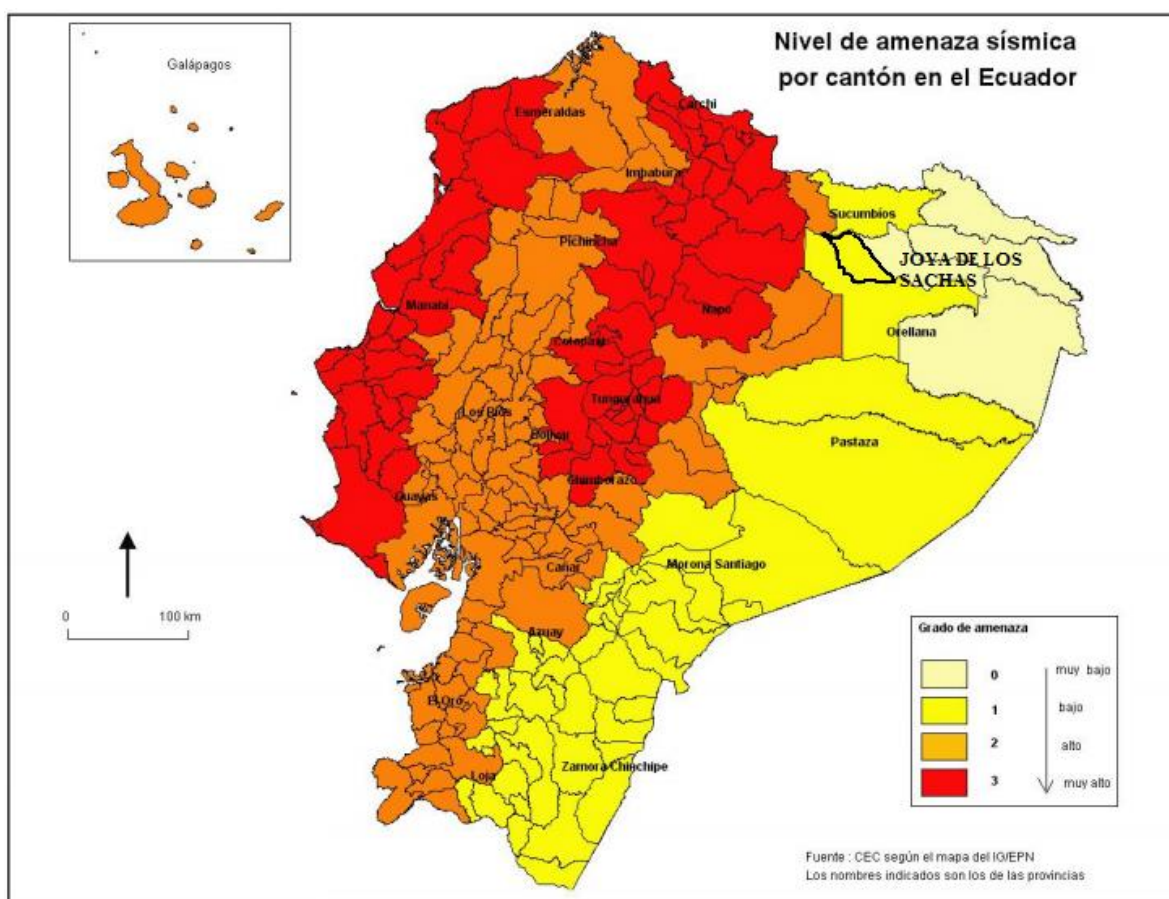 Nivel de amenaza sísmica
por cantón en el Ecuador
Galápagos
Carchi
Esmeraldas
Imbabura
Sucumbíos
Pichincha
JOYA DE LOS
SACHAS
Manabí
Napo
Orellana
Cotopaxi
Tungurahua
Los Ríos
Bolívar
Pastaza
Chimborazo
Guayas
Cañar
Morona Santiago
0 100 km
Azuay
El Oro
Loja
Zamora Chinchipe
Grado de amenaza
0 muy bajo
1 bajo
2 alto
3 muy alto
Fuente : CEC según el mapa del IG/EPN
Los nombres indicados son los de las provincias